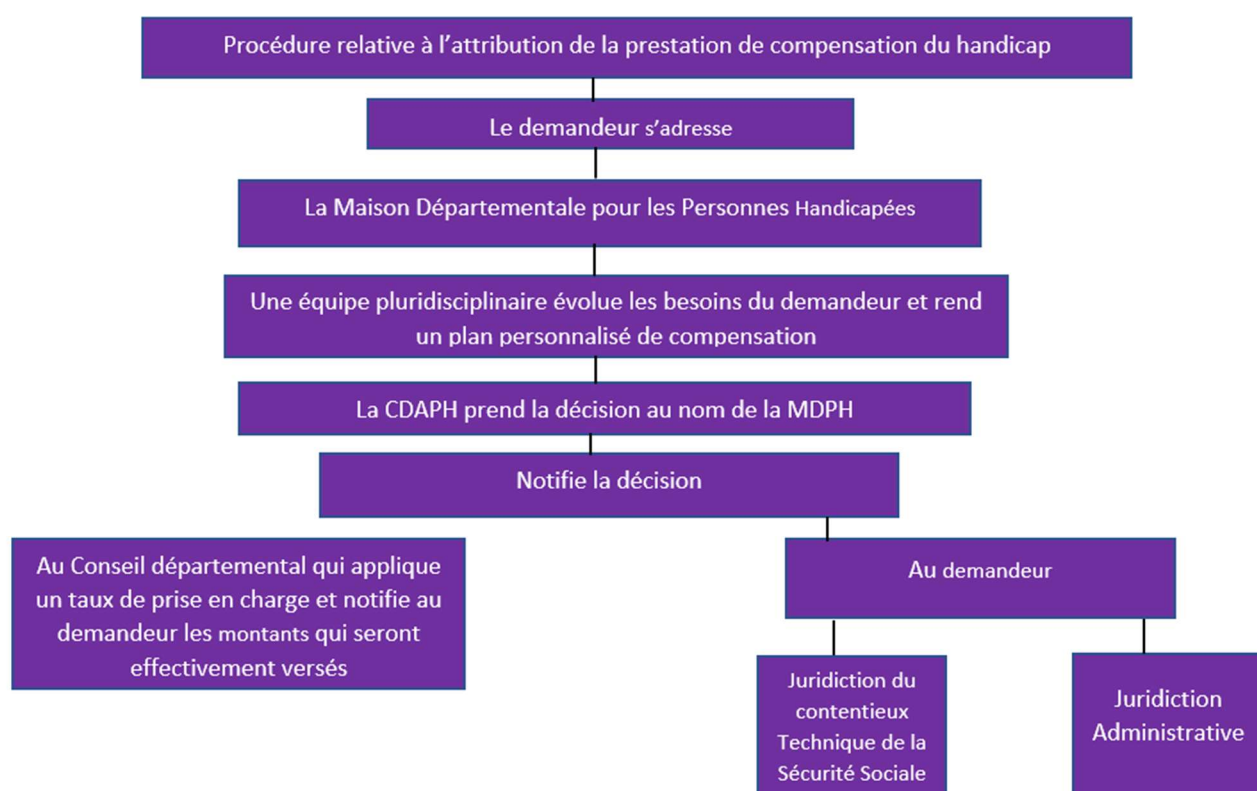 Procédure relative à l’attribution de la prestation de compensation du handicap
Le demandeur s’adresse
La Maison Départementale pour les Personnes Handicapées
Une équipe pluridisciplinaire évolue les besoins du demandeur et rend
un plan personnalisé de compensation
La CDAPH prend la décision au nom de la MDPH
Notifie la décision
Au Conseil départemental qui applique
un taux de prise en charge et notifie au
demandeur les montants qui seront
effectivement versés
Au demandeur
Juridiction du
contentieux
Technique de la
Sécurité Sociale
Juridiction
Administrative